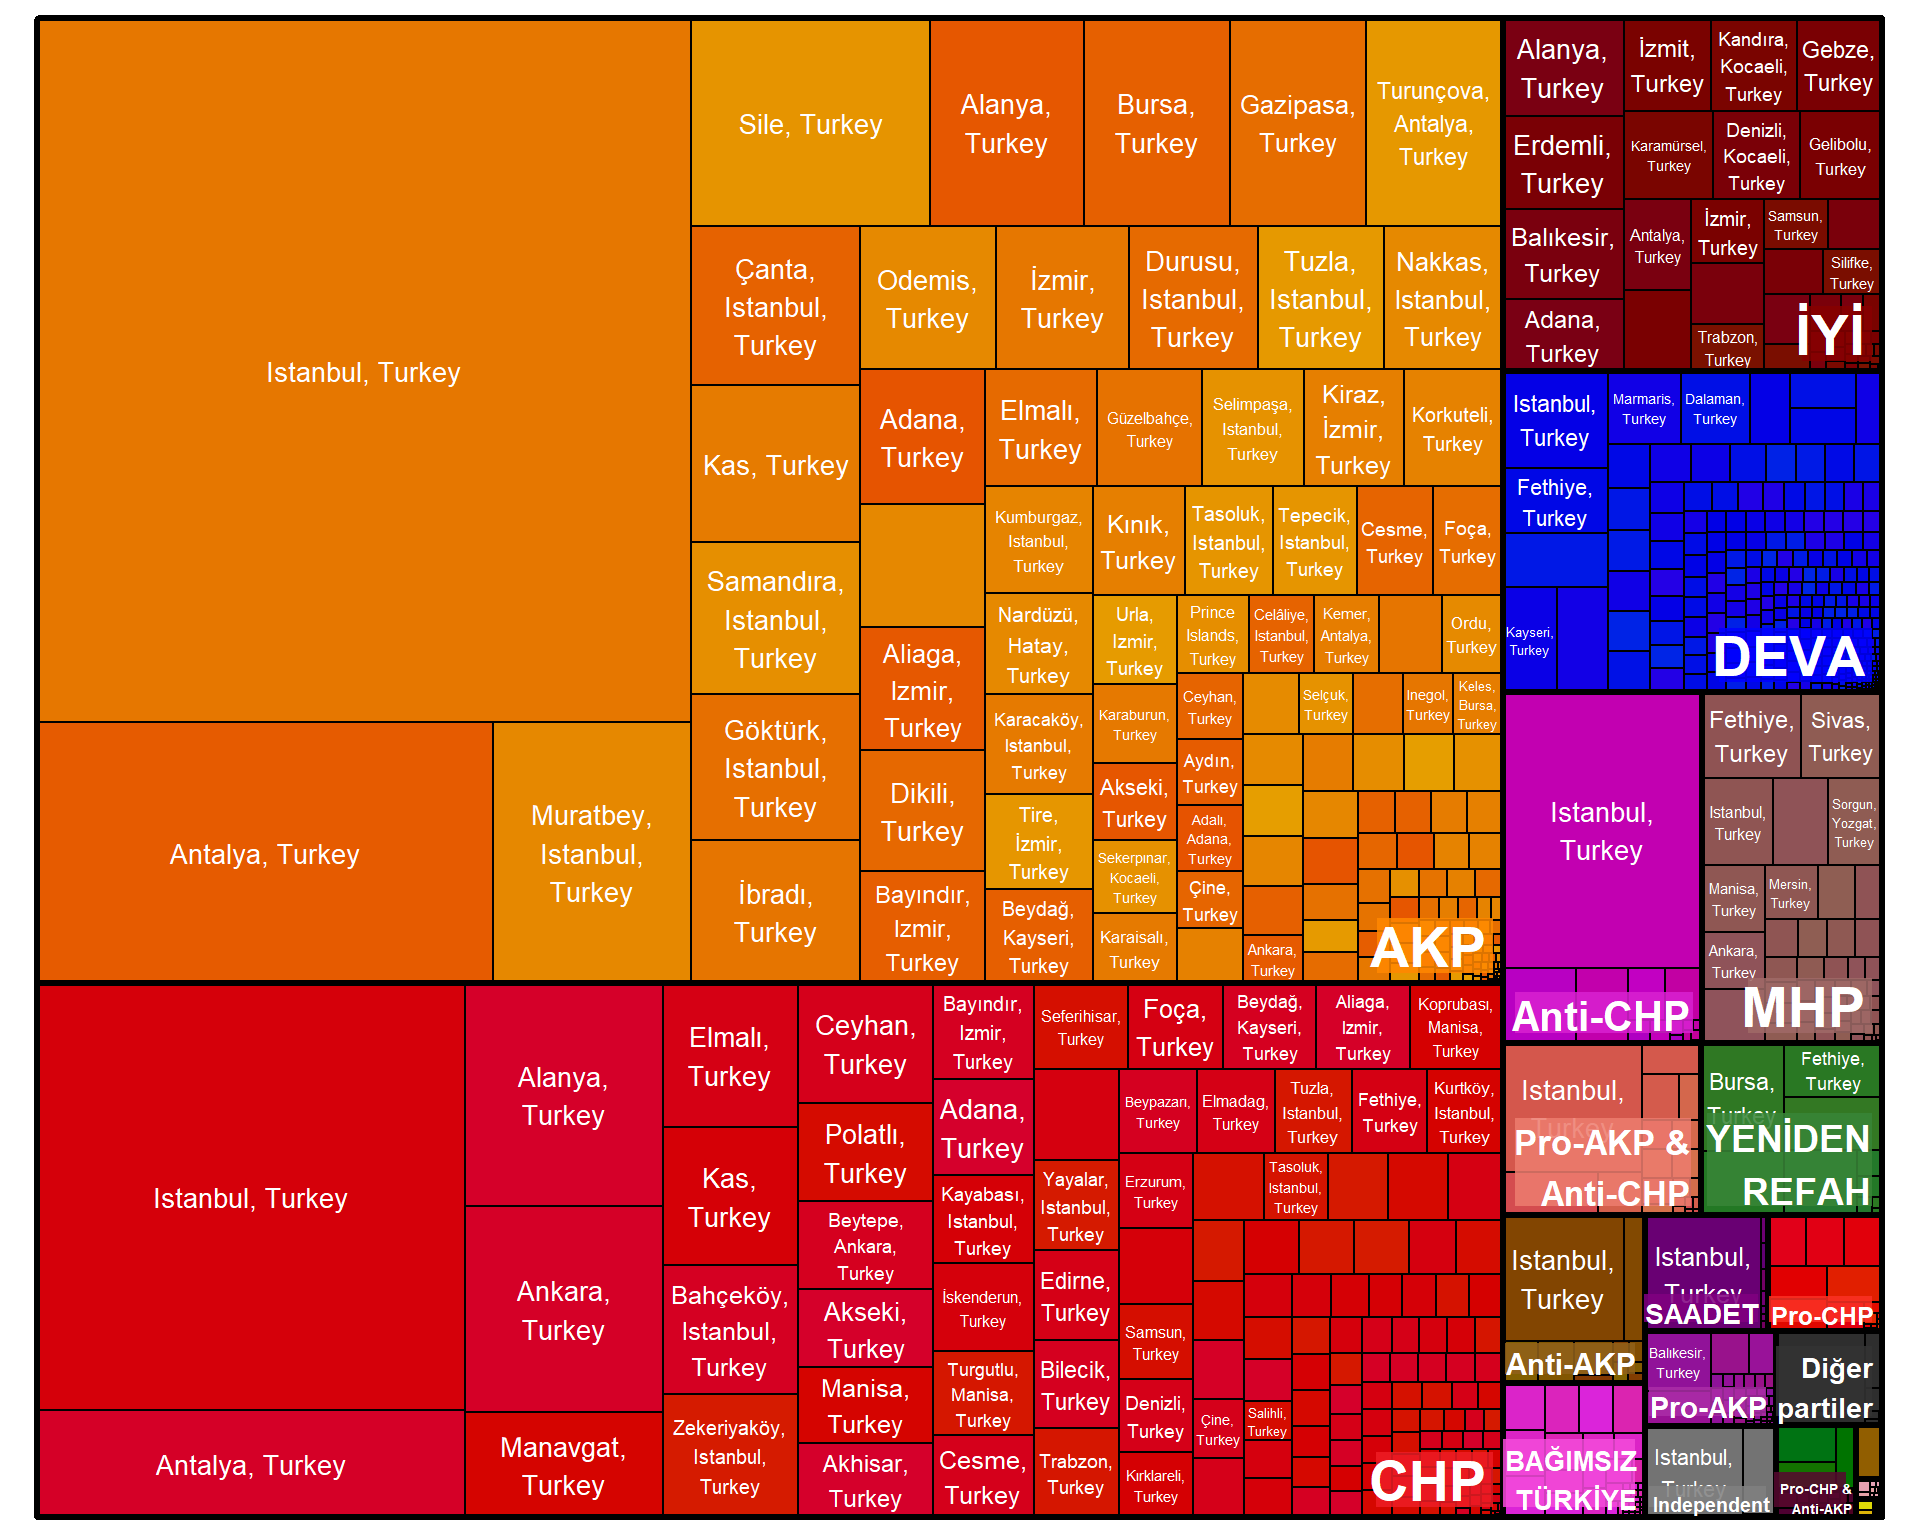 Istanbul, Turkey
Antalya, Turkey
Muratbey,
Istanbul,
Turkey
Sile, Turkey
Alanya,
Turkey
Bursa,
Turkey
Gazipasa,
Turkey
Turunçova,
Antalya,
Turkey
Çanta,
Istanbul,
Turkey
Odemis,
Turkey
İzmir,
Turkey
Durusu,
Istanbul,
Turkey
Tuzla,
Istanbul,
Turkey
Nakkas,
Istanbul,
Turkey
Kas, Turkey
Samandıra,
Istanbul,
Turkey
Göktürk,
Istanbul,
Turkey
İbradı,
Turkey
Adana,
Turkey
Aliaga,
Izmir,
Turkey
Dikili,
Turkey
Bayındır,
Izmir,
Turkey
Elmalı,
Turkey
Güzelbahçe,
Turkey
Selimpaşa,
Istanbul,
Turkey
Kiraz,
İzmir,
Turkey
Korkuteli,
Turkey
Kumburgaz,
Istanbul,
Turkey
Nardüzü,
Hatay,
Turkey
Karacaköy,
Istanbul,
Turkey
Tire,
İzmir,
Turkey
Beydağ,
Kayseri,
Turkey
Kınık,
Turkey
Tasoluk,
Istanbul,
Turkey
Tepecik,
Istanbul,
Turkey
Cesme,
Turkey
Foça,
Turkey
Urla,
Izmir,
Turkey
Karaburun,
Turkey
Akseki,
Turkey
Sekerpınar,
Kocaeli,
Turkey
Karaisalı,
Turkey
Prince
Islands,
Turkey
Celâliye,
Istanbul,
Turkey
Kemer,
Antalya,
Turkey
Ordu,
Turkey
Ceyhan,
Turkey
Selçuk,
Turkey
Inegol,
Turkey
Keles,
Bursa,
Turkey
Aydın,
Turkey
Adalı,
Adana,
Turkey
Çine,
Turkey
Ankara,
Turkey
AKP
Istanbul, Turkey
Antalya, Turkey
Alanya,
Turkey
Ankara,
Turkey
Manavgat,
Turkey
Elmalı,
Turkey
Kas,
Turkey
Bahçeköy,
Istanbul,
Turkey
Zekeriyaköy,
Istanbul,
Turkey
Ceyhan,
Turkey
Polatlı,
Turkey
Beytepe,
Ankara,
Turkey
Akseki,
Turkey
Manisa,
Turkey
Akhisar,
Turkey
Bayındır,
Izmir,
Turkey
Adana,
Turkey
Kayabası,
Istanbul,
Turkey
İskenderun,
Turkey
Turgutlu,
Manisa,
Turkey
Cesme,
Turkey
Seferihisar,
Turkey
Foça,
Turkey
Beydağ,
Kayseri,
Turkey
Aliaga,
Izmir,
Turkey
Koprubası,
Manisa,
Turkey
Yayalar,
Istanbul,
Turkey
Edirne,
Turkey
Bilecik,
Turkey
Trabzon,
Turkey
Beypazarı,
Turkey
Elmadag,
Turkey
Tuzla,
Istanbul,
Turkey
Fethiye,
Turkey
Kurtköy,
Istanbul,
Turkey
Erzurum,
Turkey
Tasoluk,
Istanbul,
Turkey
Samsun,
Turkey
Denizli,
Turkey
Kırklareli,
Turkey
Çine,
Turkey
Salihli,
Turkey
CHP
Alanya,
Turkey
Erdemli,
Turkey
Balıkesir,
Turkey
Adana,
Turkey
İzmit,
Turkey
Kandıra,
Kocaeli,
Turkey
Gebze,
Turkey
Karamürsel,
Turkey
Denizli,
Kocaeli,
Turkey
Gelibolu,
Turkey
Antalya,
Turkey
İzmir,
Turkey
Samsun,
Turkey
Silifke,
Turkey
Trabzon,
Turkey
İYİ
Istanbul,
Turkey
Fethiye,
Turkey
Kayseri,
Turkey
Marmaris,
Turkey
Dalaman,
Turkey
DEVA
Istanbul,
Turkey
Anti-CHP
Fethiye,
Turkey
Sivas,
Turkey
Istanbul,
Turkey
Sorgun,
Yozgat,
Turkey
Manisa,
Turkey
Mersin,
Turkey
Ankara,
Turkey
MHP
Istanbul,
Turkey
Pro-AKP &
Anti-CHP
Bursa,
Turkey
Fethiye,
Turkey
YENİDEN
REFAH
Istanbul,
Turkey
Anti-AKP
Istanbul,
Turkey
SAADET
Pro-CHP
Balıkesir,
Turkey
Pro-AKP
Diğer
partiler
BAĞIMSIZ
TÜRKİYE
Istanbul,
Turkey
Independent
Pro-CHP &
Anti-AKP